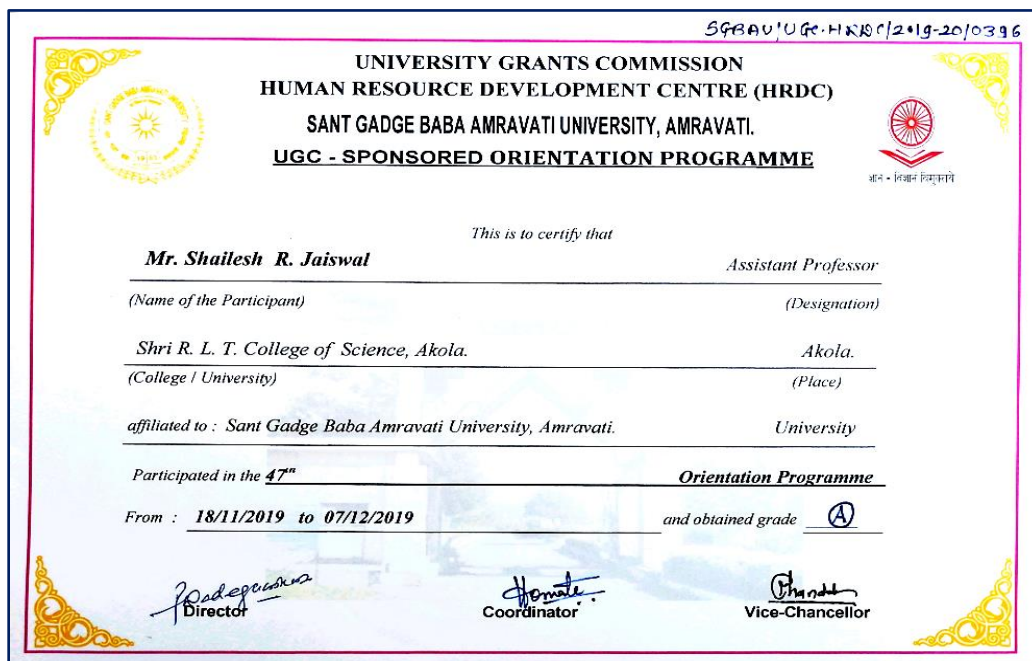 SGBAU/UGC-HRDC/2019-20/0396
UNIVERSITY GRANTS COMMISSION
HUMAN RESOURCE DEVELOPMENT CENTRE (HRDC)
SANT GADGE BABA AMRAVATI UNIVERSITY, AMRAVATI.
UGC - SPONSORED ORIENTATION PROGRAMME
ज्ञान - विज्ञान विमुक्तये
This is to certify that
Mr. Shailesh R. Jaiswal Assistant Professor
(Name of the Participant) (Designation)
Shri R. L. T. College of Science, Akola. Akola.
(College / University) (Place)
affiliated to : Sant Gadge Baba Amravati University, Amravati. University
Participated in the 47th Orientation Programme
From : 18/11/2019 to 07/12/2019 and obtained grade A
Director Coordinator Vice-Chancellor